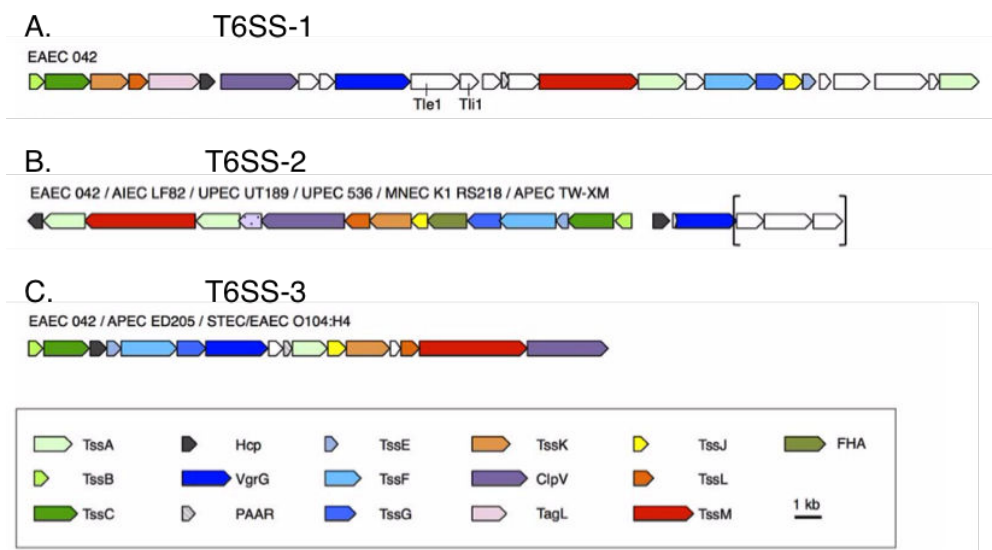 A. T6SS-1
EAEC 042
Tle1 Tli1
B. T6SS-2
EAEC 042 / AIEC LF82 / UPEC UT189 / UPEC 536 / MNEC K1 RS218 / APEC TW-XM
C. T6SS-3
EAEC 042 / APEC ED205 / STEC/EAEC O104:H4
TssA Hcp TssE TssK TssJ FHA
TssB VgrG TssF ClpV TssL
TssC PAAR TssG TagL TssM 1 kb